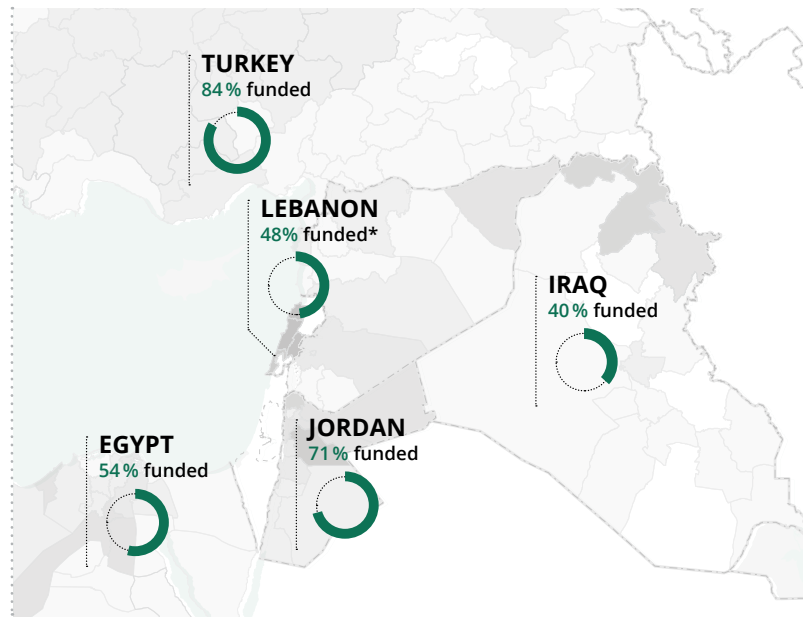 TURKEY
84 % funded
LEBANON
48% funded*
IRAQ
40 % funded
JORDAN
71 % funded
EGYPT
54 % funded